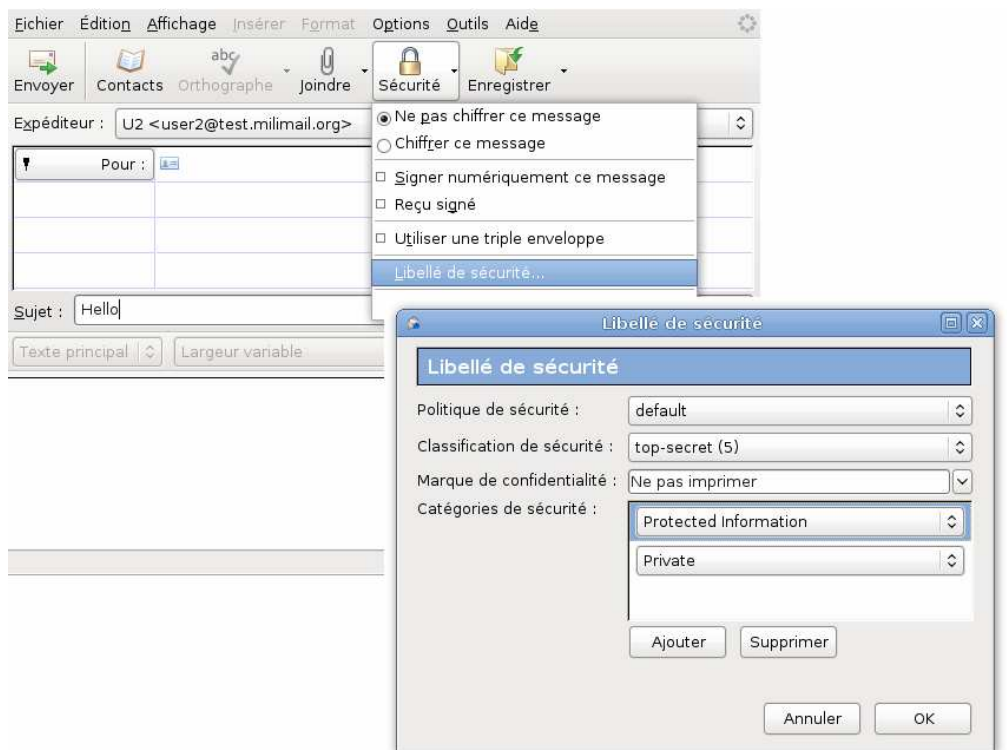 Fichier Édition Affichage Insérer Format Options Outils Aide
abc
Envoyer Contacts Orthographe Joindre Sécurité Enregistrer
Expéditeur : U2 <user2@test.milimail.org>
Ne pas chiffrer ce message
Chiffrer ce message
Pour :
Signer numériquement ce message
Reçu signé
Utiliser une triple enveloppe
Libellé de sécurité...
Sujet : Hello
Texte principal Largeur variable
Libellé de sécurité
Libellé de sécurité
Politique de sécurité : default
Classification de sécurité : top-secret (5)
Marque de confidentialité : Ne pas imprimer
Catégories de sécurité :
Protected Information
Private
Ajouter Supprimer
Annuler OK